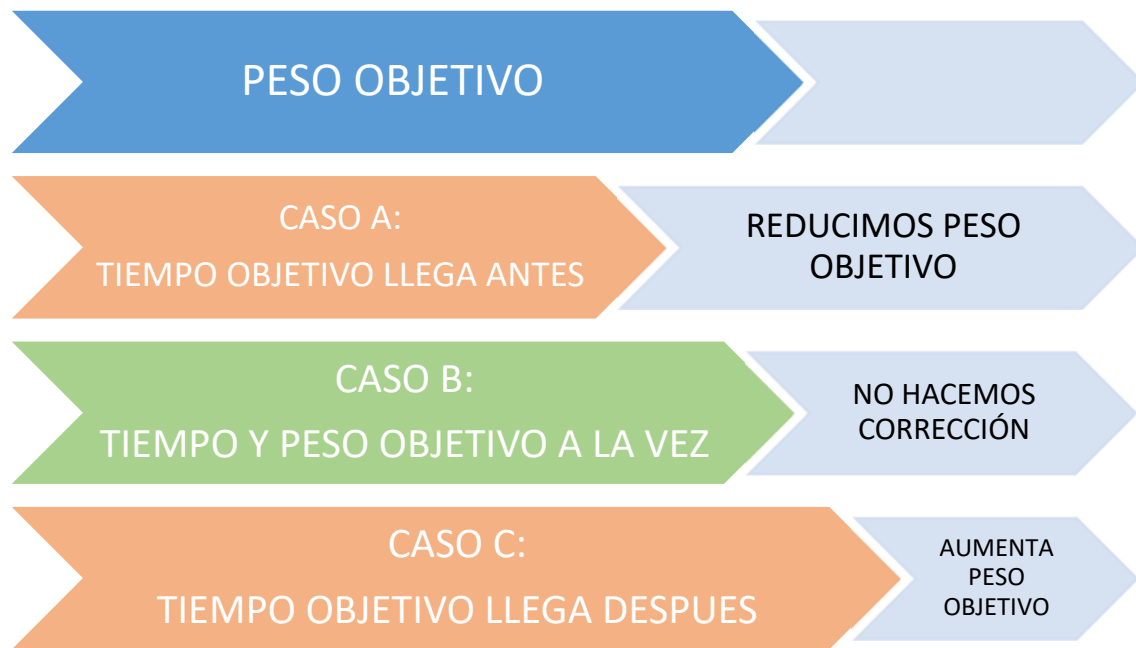 PESO OBJETIVO
CASO A:
TIEMPO OBJETIVO LLEGA ANTES
REDUCIMOS PESO
OBJETIVO
CASO B:
TIEMPO Y PESO OBJETIVO A LA VEZ
NO HACEMOS
CORRECCIÓN
CASO C:
TIEMPO OBJETIVO LLEGA DESPUES
AUMENTA
PESO
OBJETIVO